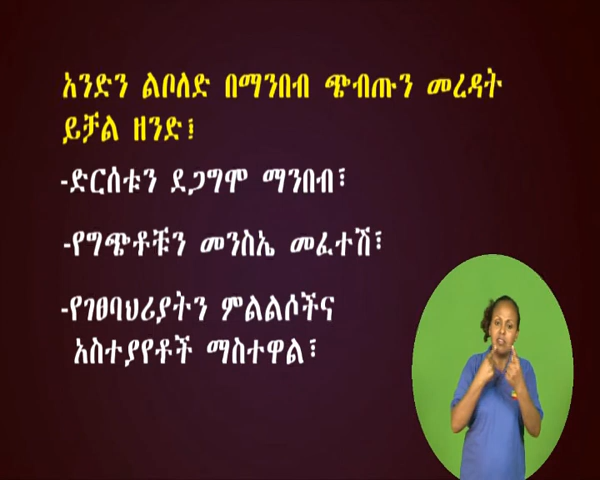 አንድን ልቦለድ በማንበብ ጭብጡን መረዳት
ይቻል ዘንድ፤
-ድርሰቱን ደጋግሞ ማንበብ፣
-የግጭቶቹን መንስኤ መፈተሽ፣
-የገፀባህሪያትን ምልልሶችና
አስተያየቶች ማስተዋል፣